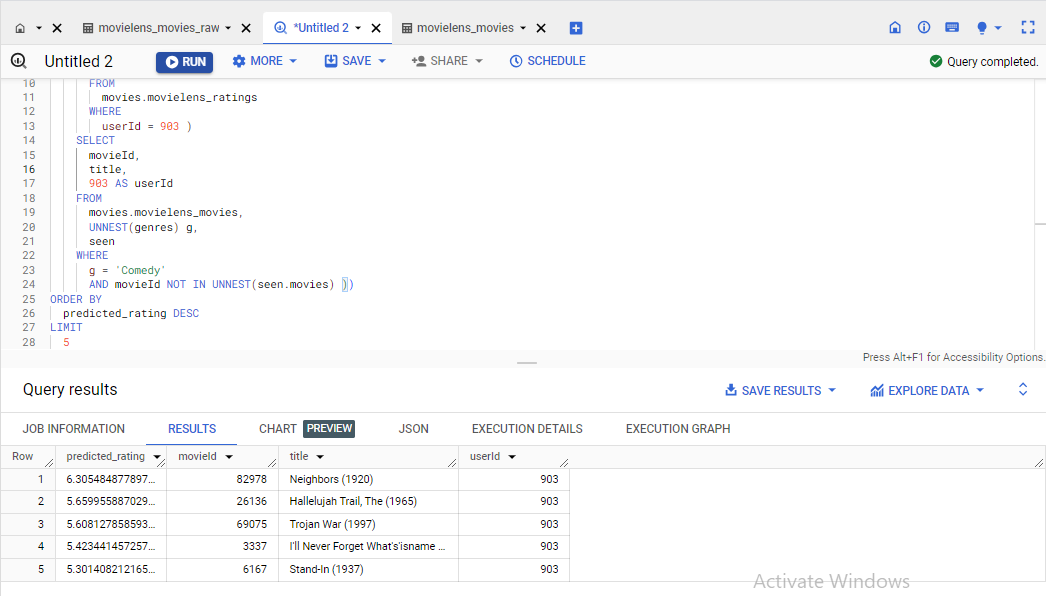 movielens_movies_raw
*Untitled 2
movielens_movies
Untitled 2 RUN MORE SAVE SHARE SCHEDULE Query completed.
10 FROM
11 movies.movielens_ratings
12 WHERE
13 userId = 903 )
14 SELECT
15 movieId,
16 title,
17 903 AS userId
18 FROM
19 movies.movielens_movies,
20 UNNEST(genres) g,
21 seen
22 WHERE
23 g = 'Comedy'
24 AND movieId NOT IN UNNEST(seen.movies) ))
25 ORDER BY
26 predicted_rating DESC
27 LIMIT
28 5
Press Alt+F1 for Accessibility Options.
Query results SAVE RESULTS EXPLORE DATA
JOB INFORMATION RESULTS CHART PREVIEW JSON EXECUTION DETAILS EXECUTION GRAPH
Row predicted_rating movieId title userId
1 6.305484877897... 82978 Neighbors (1920) 903
2 5.659955887029... 26136 Hallelujah Trail, The (1965) 903
3 5.608127858593... 69075 Trojan War (1997) 903
4 5.423441457257... 3337 I'll Never Forget What's'isname ... 903
5 5.301408212165... 6167 Stand-In (1937) 903
Activate Windows